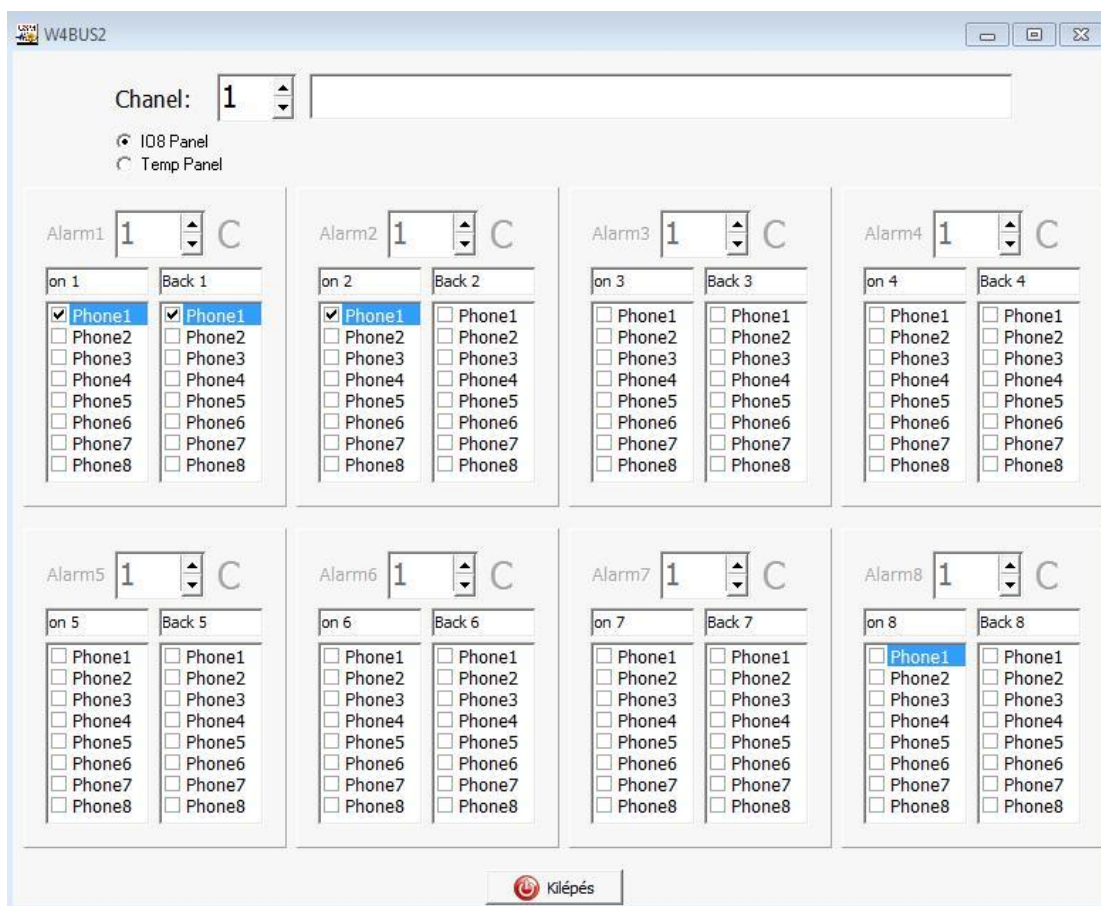 W4BUS2
Chanel: 1
IO8 Panel
Temp Panel
Alarm1 1 C Alarm2 1 C Alarm3 1 C Alarm4 1 C
on 1 Back 1 on 2 Back 2 on 3 Back 3 on 4 Back 4
Phone1 Phone1 Phone1 Phone1 Phone1 Phone1 Phone1 Phone1
Phone2 Phone2 Phone2 Phone2 Phone2 Phone2 Phone2 Phone2
Phone3 Phone3 Phone3 Phone3 Phone3 Phone3 Phone3 Phone3
Phone4 Phone4 Phone4 Phone4 Phone4 Phone4 Phone4 Phone4
Phone5 Phone5 Phone5 Phone5 Phone5 Phone5 Phone5 Phone5
Phone6 Phone6 Phone6 Phone6 Phone6 Phone6 Phone6 Phone6
Phone7 Phone7 Phone7 Phone7 Phone7 Phone7 Phone7 Phone7
Phone8 Phone8 Phone8 Phone8 Phone8 Phone8 Phone8 Phone8
Alarm5 1 C Alarm6 1 C Alarm7 1 C Alarm8 1 C
on 5 Back 5 on 6 Back 6 on 7 Back 7 on 8 Back 8
Phone1 Phone1 Phone1 Phone1 Phone1 Phone1 Phone1 Phone1
Phone2 Phone2 Phone2 Phone2 Phone2 Phone2 Phone2 Phone2
Phone3 Phone3 Phone3 Phone3 Phone3 Phone3 Phone3 Phone3
Phone4 Phone4 Phone4 Phone4 Phone4 Phone4 Phone4 Phone4
Phone5 Phone5 Phone5 Phone5 Phone5 Phone5 Phone5 Phone5
Phone6 Phone6 Phone6 Phone6 Phone6 Phone6 Phone6 Phone6
Phone7 Phone7 Phone7 Phone7 Phone7 Phone7 Phone7 Phone7
Phone8 Phone8 Phone8 Phone8 Phone8 Phone8 Phone8 Phone8
Kilépés